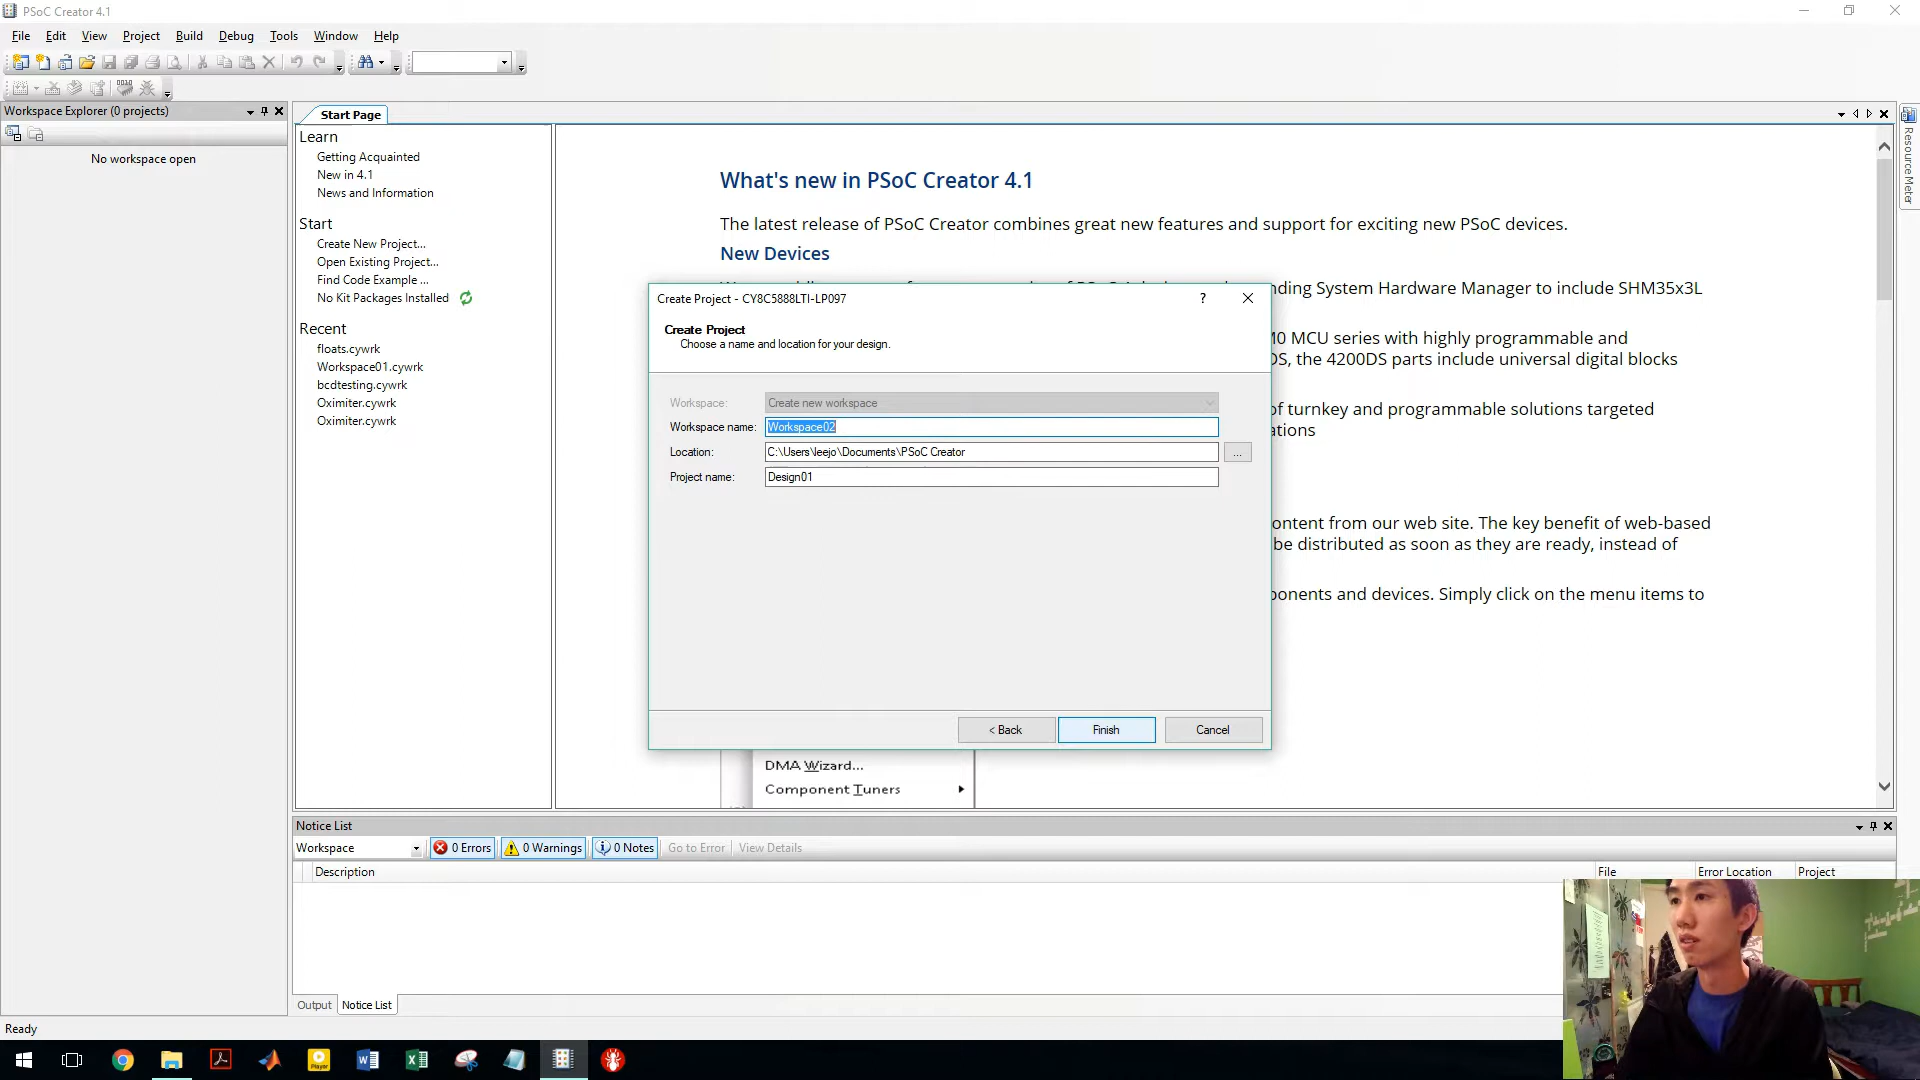 PSoC Creator 4.1
File Edit View Project Build Debug Tools Window Help
Workspace Explorer (0 projects)
No workspace open
Start Page
Learn
Getting Acquainted
New in 4.1
News and Information
Start
Create New Project...
Open Existing Project...
Find Code Example ...
No Kit Packages Installed
Recent
floats.cywrk
Workspace01.cywrk
bcdtesting.cywrk
Oximiter.cywrk
Oximiter.cywrk
What's new in PSoC Creator 4.1
The latest release of PSoC Creator combines great new features and support for exciting new PSoC devices.
New Devices
nding System Hardware Manager to include SHM35x3L
M0 MCU series with highly programmable and
DS, the 4200DS parts include universal digital blocks
of turnkey and programmable solutions targeted
ations
ontent from our web site. The key benefit of web-based
be distributed as soon as they are ready, instead of
ponents and devices. Simply click on the menu items to
Create Project - CY8C5888LTI-LP097
?
Create Project
Choose a name and location for your design.
Workspace: Create new workspace
Workspace name: Workspace02
Location: C:\Users\leejo\Documents\PSoC Creator ...
Project name: Design01
< Back Finish Cancel
DMA Wizard...
Component Tuners
Resource Meter
Notice List
Workspace 0 Errors 0 Warnings 0 Notes Go to Error View Details
Description File Error Location Project
Output Notice List
Ready